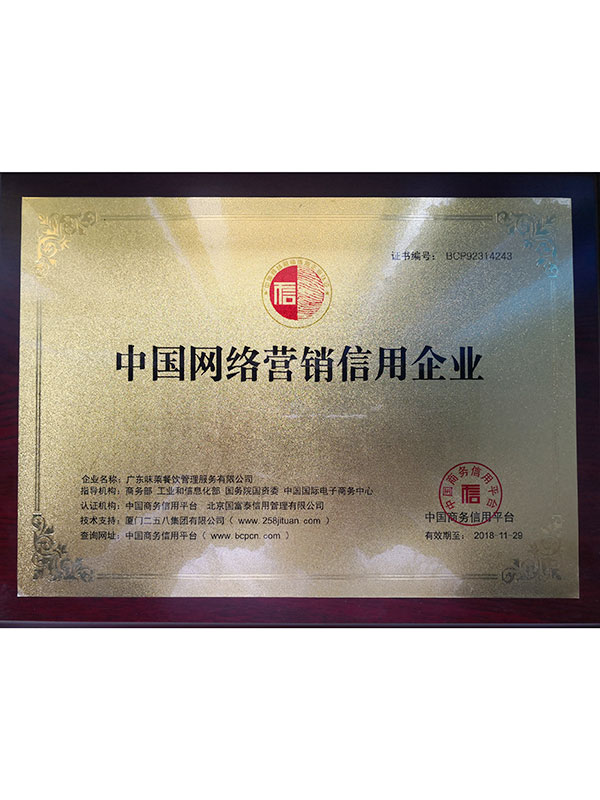 证书编号： BCP92314243
信
中国网络营销信用企业
企业名称：广东味莱餐饮管理服务有限公司
指导机构：商务部 工业和信息化部 国务院国资委 中国国际电子商务中心
认证机构：中国商务信用平台 北京国富泰信用管理有限公司
技术支持：厦门二五八集团有限公司（ www.258jituan.com ）
查询网址：中国商务信用平台（ www.bcpcn.com ）
中国商务信用平台
信
中国商务信用平台
有效期至： 2018-11-29